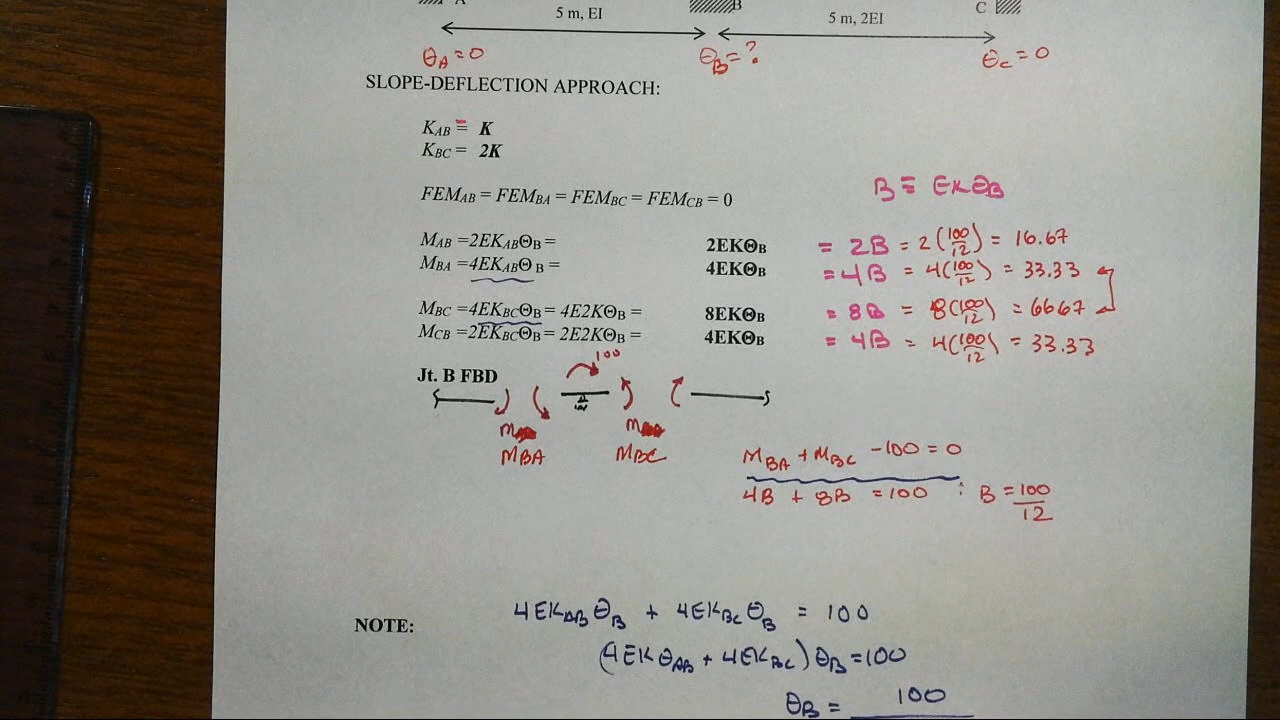 A B C
5 m, EI 5 m, 2EI
θA=0 θB=? θC=0
SLOPE-DEFLECTION APPROACH:
KAB = K
KBC = 2K
B ≡ EKθB
FEMAB = FEMBA = FEMBC = FEMCB = 0
MAB =2EKABΘB = 2EKΘB = 2B = 2(100/12) = 16.67
MBA =4EKABΘB = 4EKΘB = 4B = 4(100/12) = 33.33
MBC =4EKBCΘB = 4E2KΘB = 8EKΘB = 8B = 8(100/12) = 66.67
MCB =2EKBCΘB = 2E2KΘB = 4EKΘB = 4B = 4(100/12) = 33.33
100
Jt. B FBD
MBA MBC
MBA + MBC -100 = 0
4B + 8B = 100 : B = 100/12
4EKABθB + 4EKBCθB = 100
NOTE:
(4EKθAB + 4EKBC) θB = 100
θB = 100